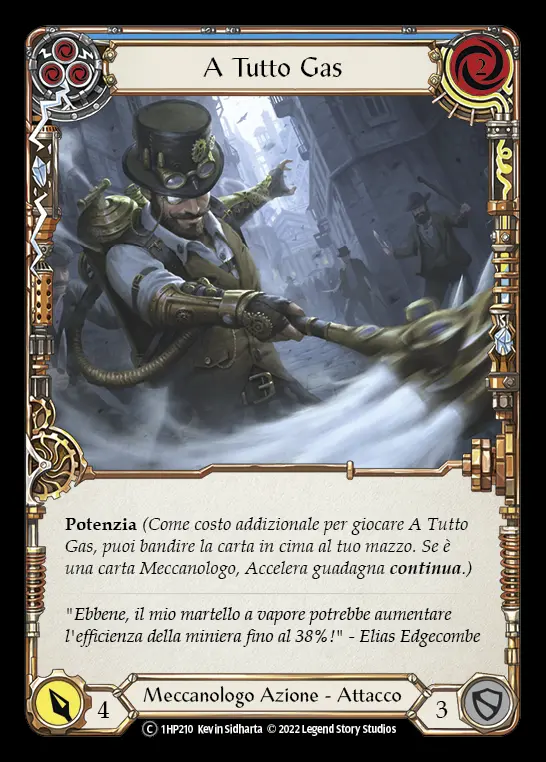 A Tutto Gas
2
Potenzia (Come costo addizionale per giocare A Tutto
Gas, puoi bandire la carta in cima al tuo mazzo. Se è
una carta Meccanologo, Accelera guadagna continua.)
"Ebbene, il mio martello a vapore potrebbe aumentare
l'efficienza della miniera fino al 38%!" - Elias Edgecombe
4
Meccanologo Azione - Attacco
3
C 1HP210 Kevin Sidharta © 2022 Legend Story Studios